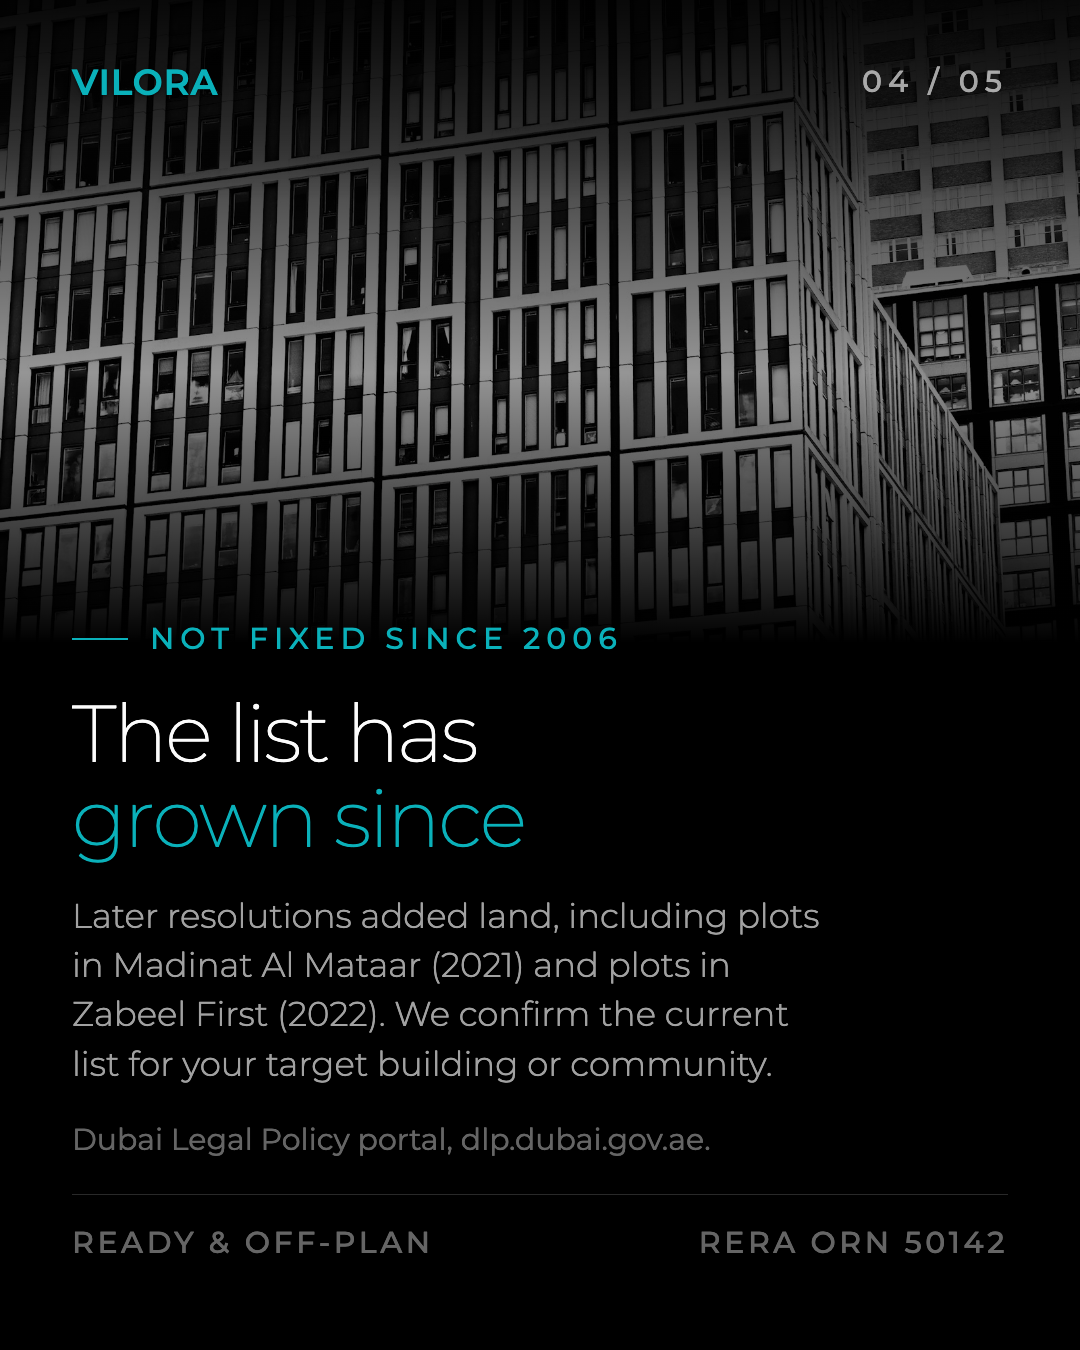 VILORA
04 / 05
NOT FIXED SINCE 2006
The list has
grown since
Later resolutions added land, including plots
in Madinat Al Mataar (2021) and plots in
Zabeel First (2022). We confirm the current
list for your target building or community.
Dubai Legal Policy portal, dlp.dubai.gov.ae.
READY & OFF-PLAN
RERA ORN 50142